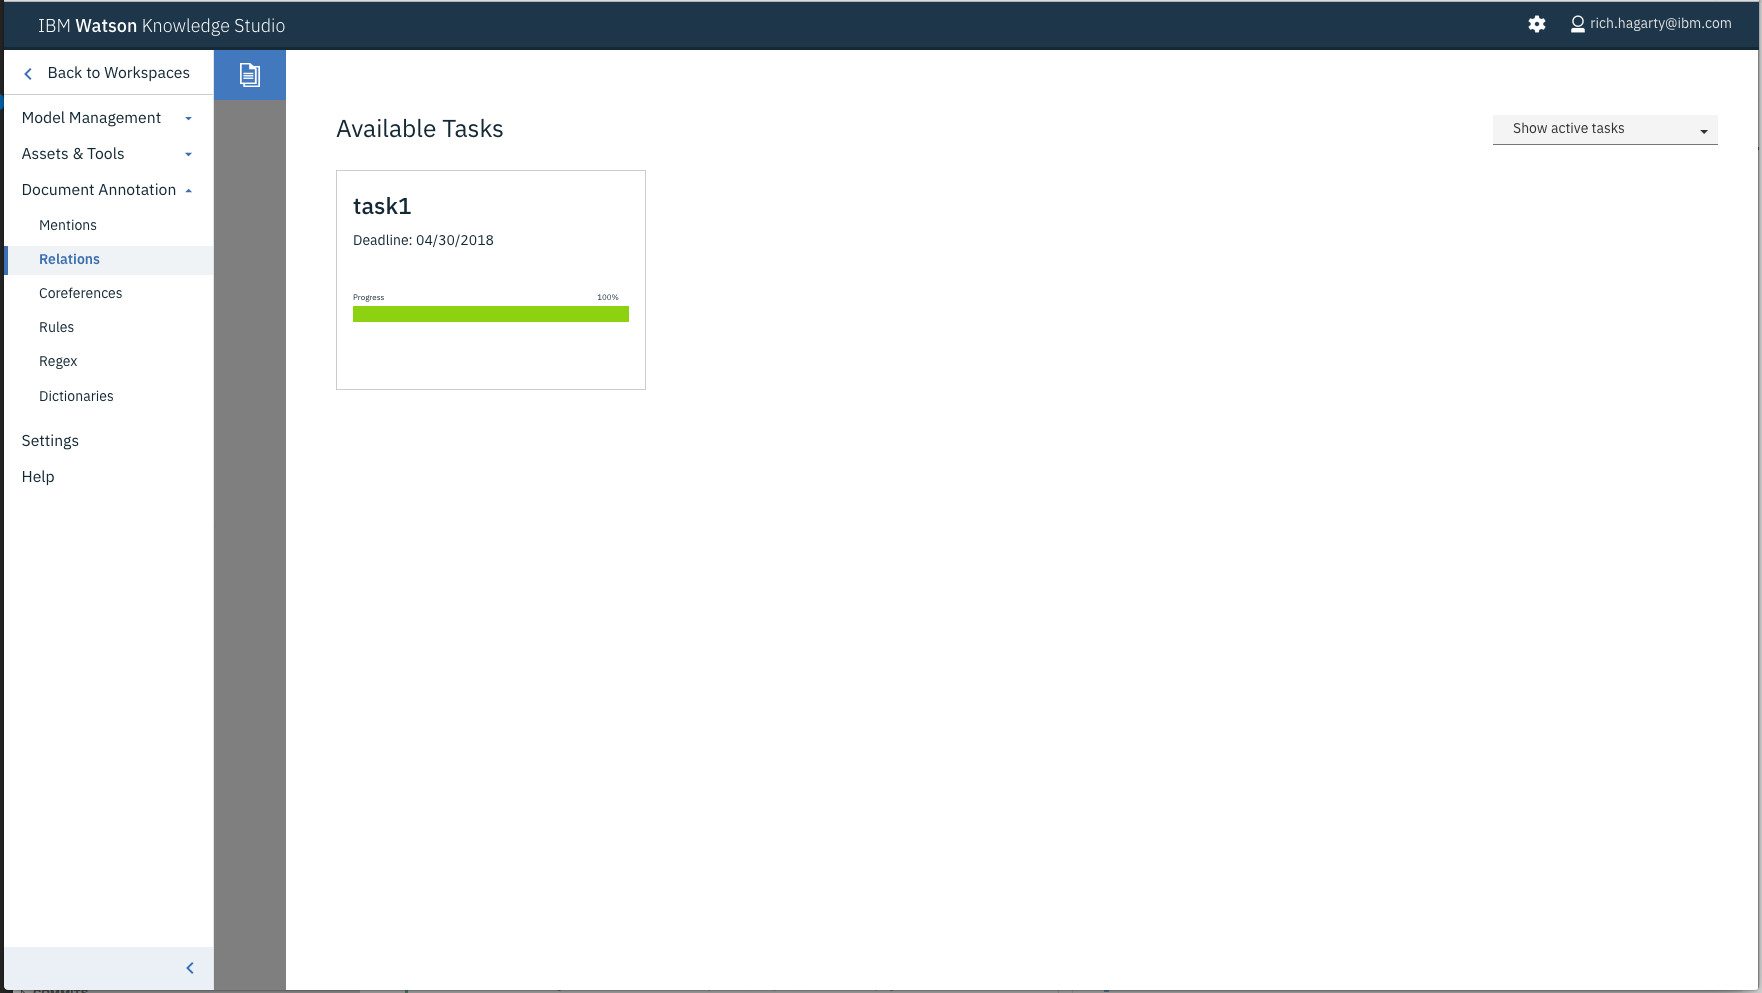 IBM Watson Knowledge Studio
rich.hagarty@ibm.com
Back to Workspaces
Model Management
Assets & Tools
Document Annotation
Mentions
Relations
Coreferences
Rules
Regex
Dictionaries
Settings
Help
Available Tasks
Show active tasks
task1
Deadline: 04/30/2018
Progress 100%